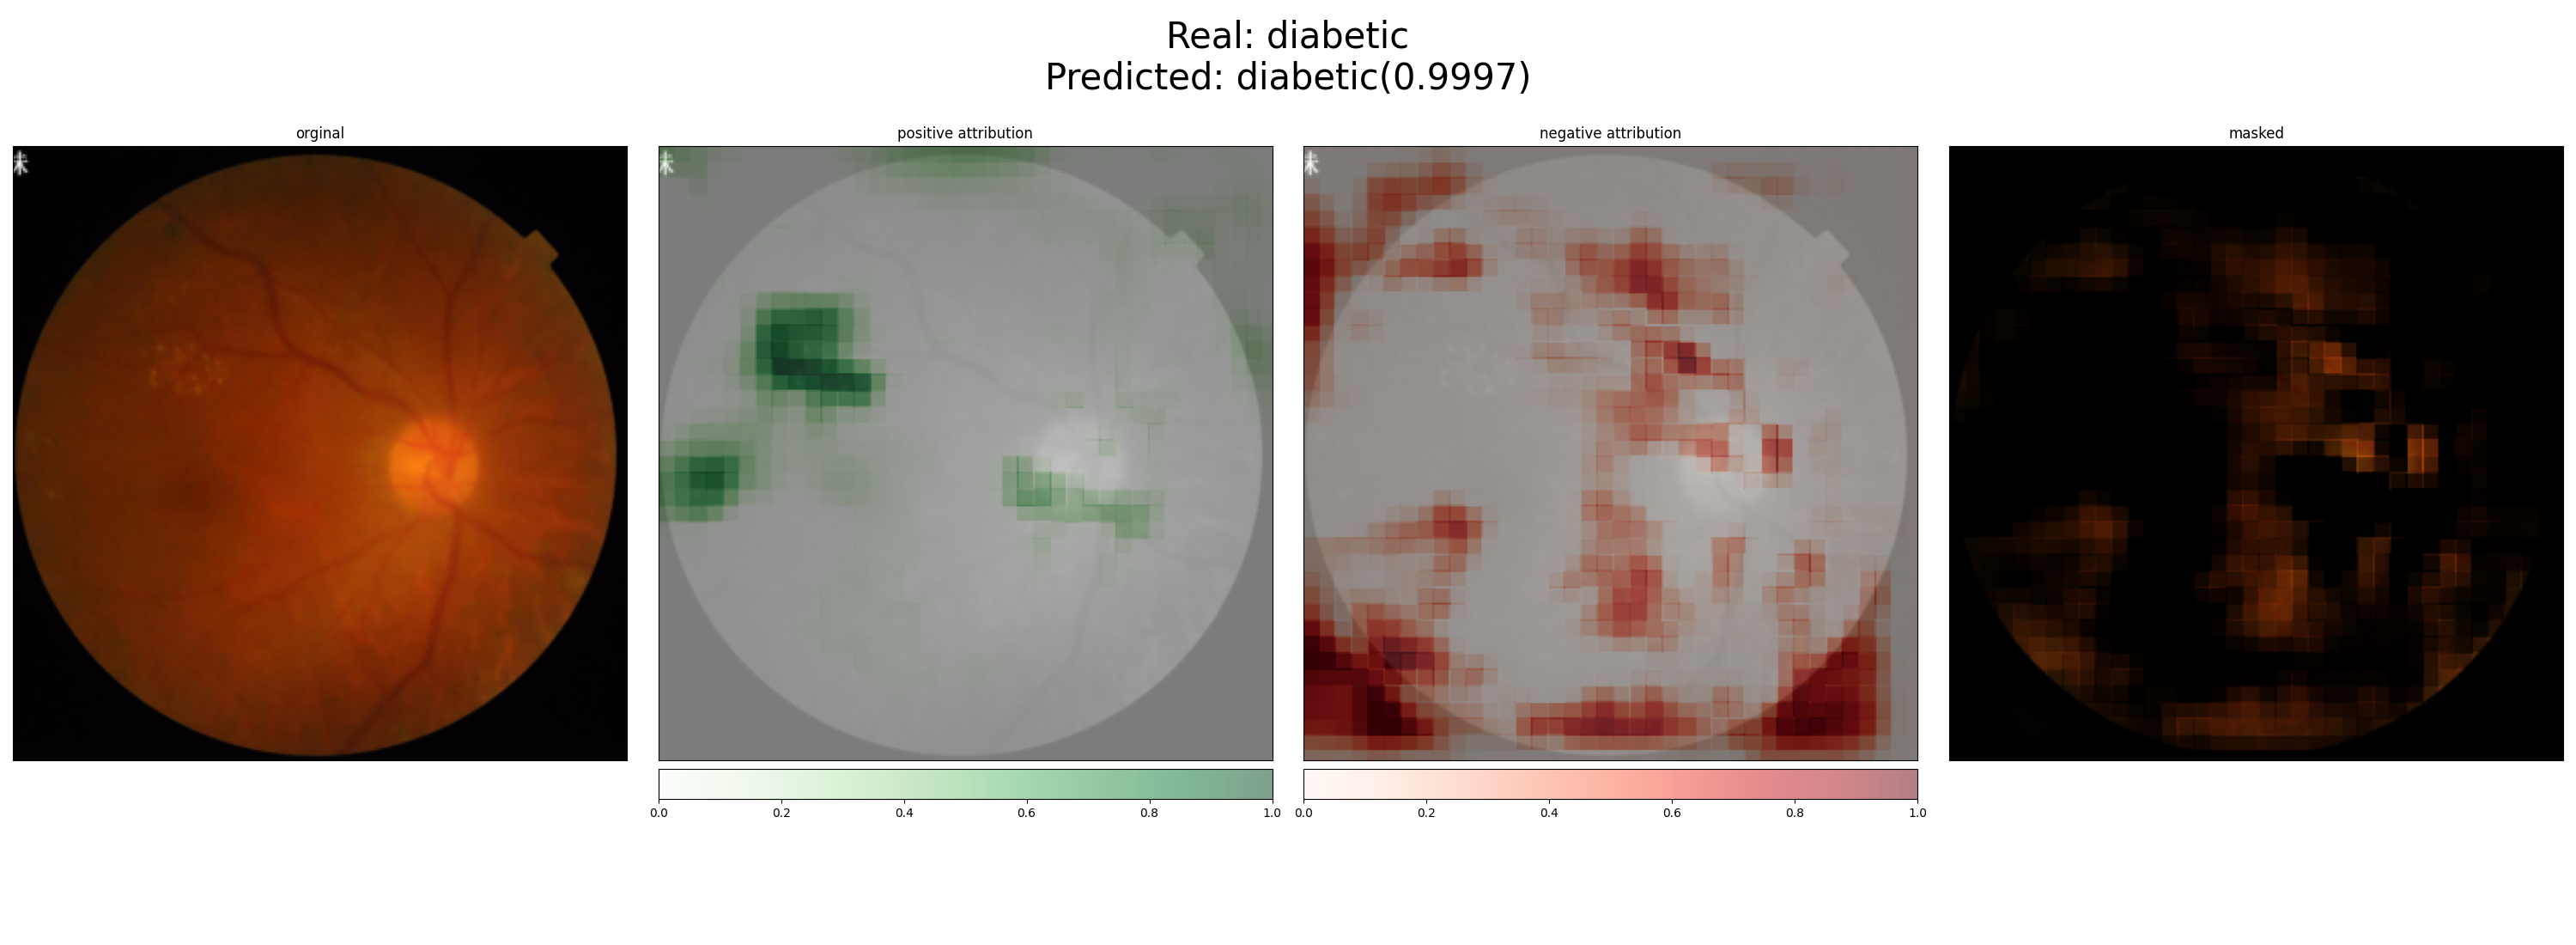 Real: diabetic
Predicted: diabetic(0.9997)
orginal
positive attribution
negative attribution
masked
0.0 0.2 0.4 0.6 0.8 1.0
0.0 0.2 0.4 0.6 0.8 1.0